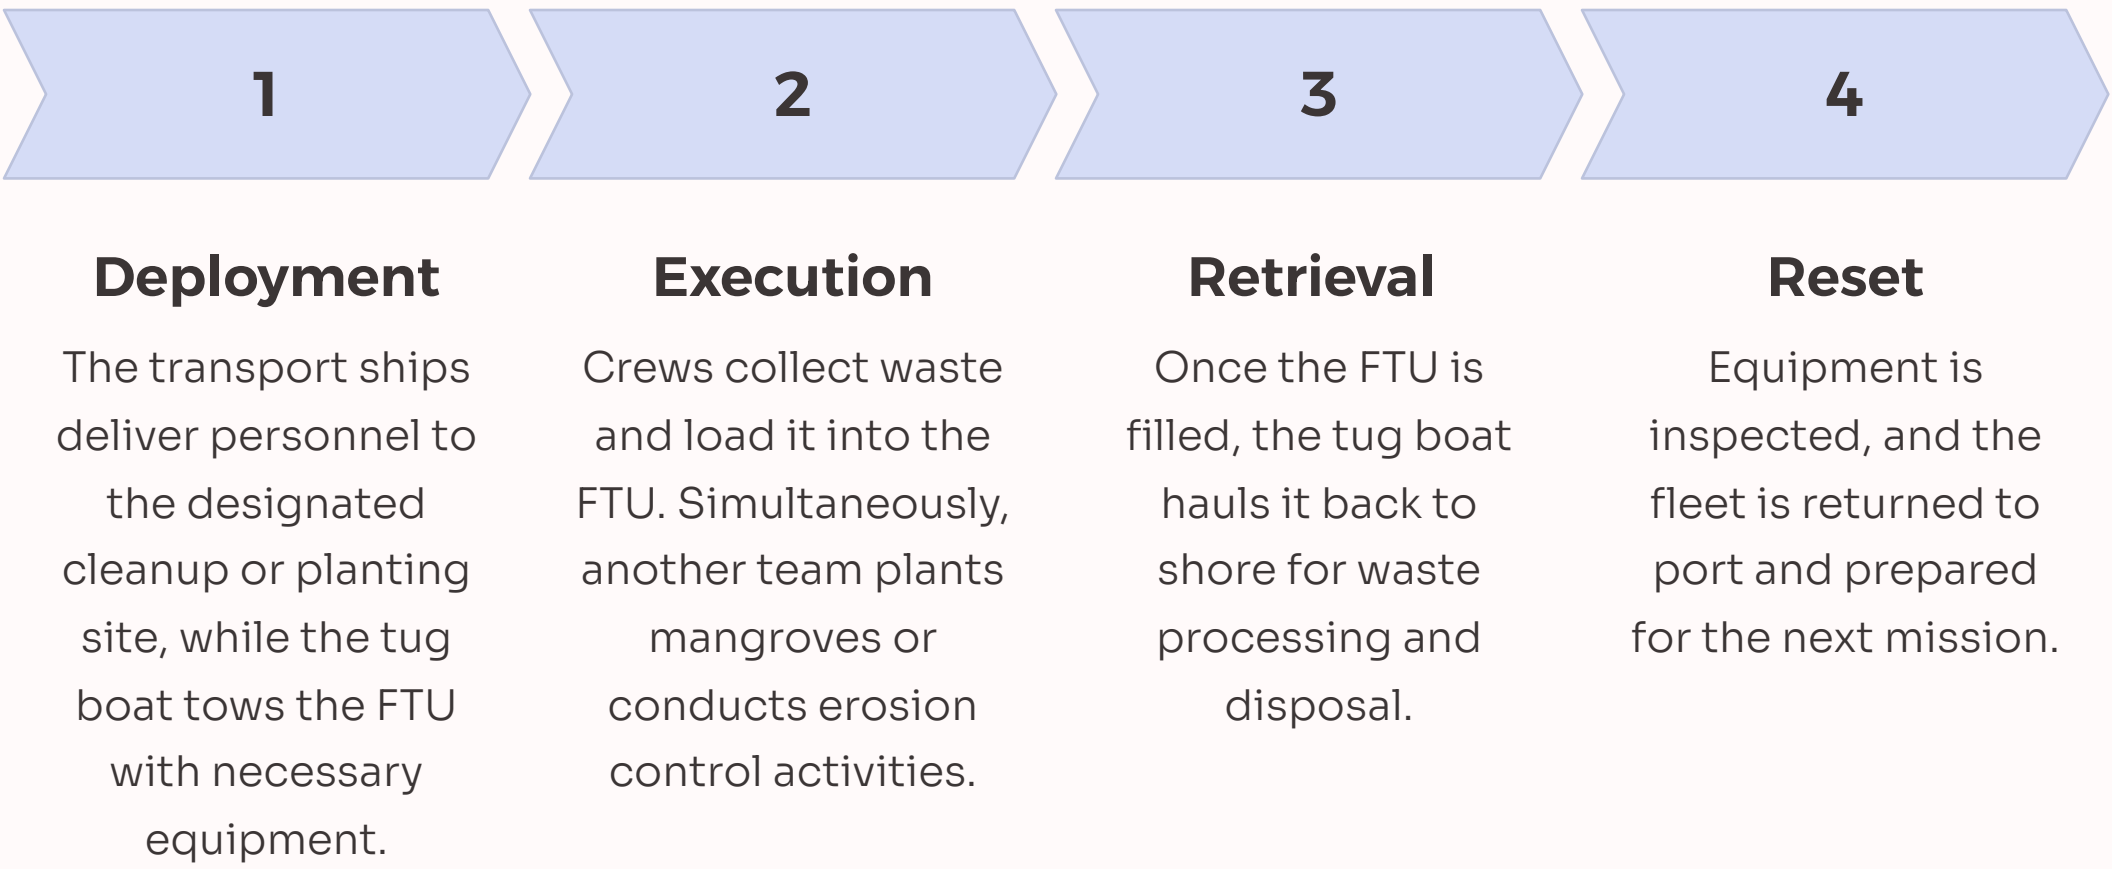 1
2
3
4
Deployment
The transport ships
deliver personnel to
the designated
cleanup or planting
site, while the tug
boat tows the FTU
with necessary
equipment.
Execution
Crews collect waste
and load it into the
FTU. Simultaneously,
another team plants
mangroves or
conducts erosion
control activities.
Retrieval
Once the FTU is
filled, the tug boat
hauls it back to
shore for waste
processing and
disposal.
Reset
Equipment is
inspected, and the
fleet is returned to
port and prepared
for the next mission.